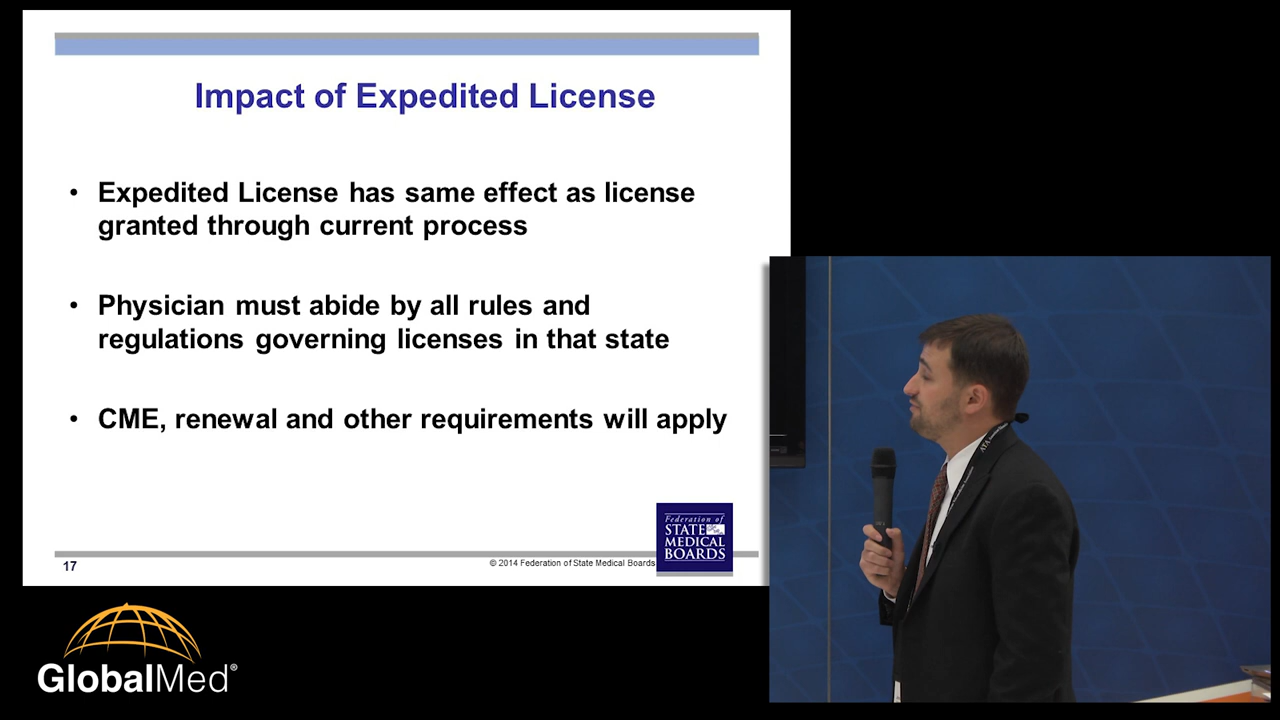 Impact of Expedited License
• Expedited License has same effect as license
granted through current process
• Physician must abide by all rules and
regulations governing licenses in that state
• CME, renewal and other requirements will apply
Federation of
STATE
MEDICAL
BOARDS
17
© 2014 Federation of State Medical Boards
GlobalMed®
ATA